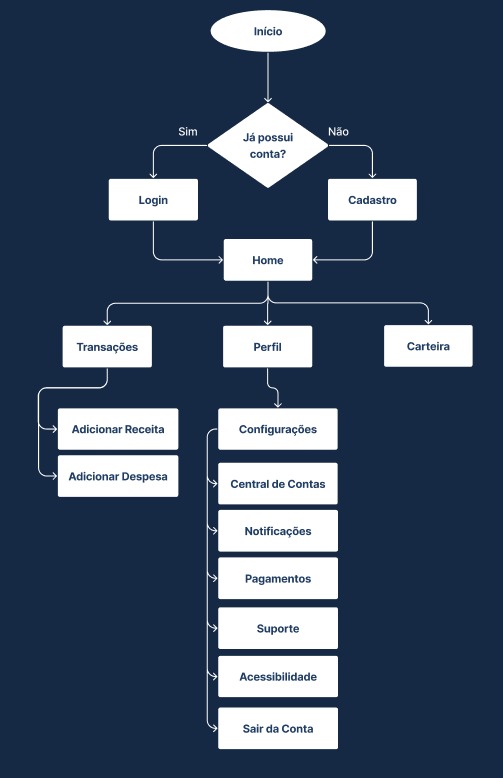 Início
Já possui
conta?
Sim
Não
Login
Cadastro
Home
Transações
Perfil
Carteira
Adicionar Receita
Adicionar Despesa
Configurações
Central de Contas
Notificações
Pagamentos
Suporte
Acessibilidade
Sair da Conta